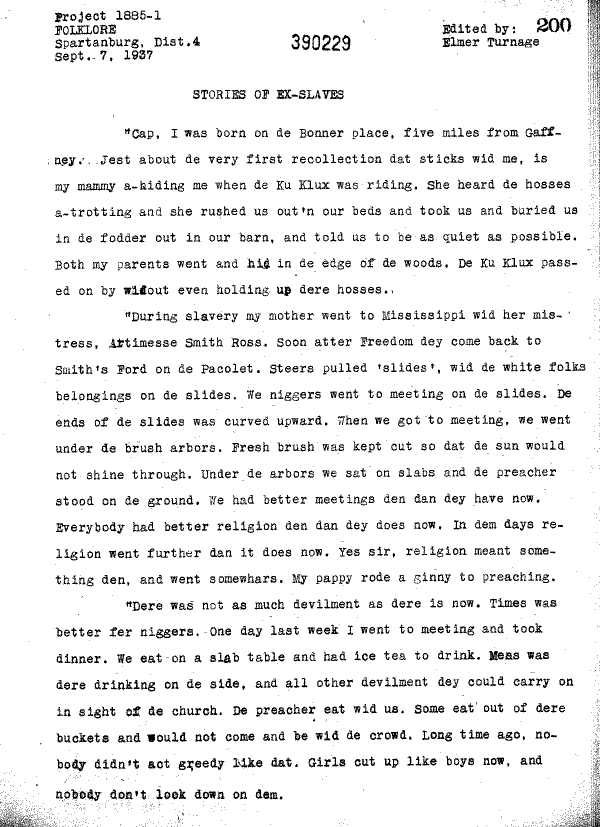 Project 1885-1
FOLKLORE
Spartanburg, Dist.4
Sept. 7, 1937
390229
Edited by:
Elmer Turnage
200
STORIES OF EX-SLAVES
"Cap, I was born on de Bonner place, five miles from Gaff-
ney. Jest about de very first recollection dat sticks wid me, is
my mammy a-hiding me when de Ku Klux was riding. She heard de hosses
a-trotting and she rushed us out'n our beds and took us and buried us
in de fodder out in our barn, and told us to be as quiet as possible.
Both my parents went and hid in de edge of de woods. De Ku Klux pass-
ed on by widout even holding up dere hosses.
"During slavery my mother went to Mississippi wid her mis-
tress, Artimesse Smith Ross. Soon atter Freedom dey come back to
Smith's Ford on de Pacolet. Steers pulled 'slides', wid de white folks
belongings on de slides. We niggers went to meeting on de slides. De
ends of de slides was curved upward. When we got to meeting, we went
under de brush arbors. Fresh brush was kept cut so dat de sun would
not shine through. Under de arbors we sat on slabs and de preacher
stood on de ground. We had better meetings den dan dey have now.
Everybody had better religion den dan dey does now. In dem days re-
ligion went further dan it does now. Yes sir, religion meant some-
thing den, and went somewhars. My pappy rode a ginny to preaching.
"Dere was not as much devilment as dere is now. Times was
better fer niggers. One day last week I went to meeting and took
dinner. We eat on a slab table and had ice tea to drink. Meas was
dere drinking on de side, and all other devilment dey could carry on
in sight of de church. De preacher eat wid us. Some eat out of dere
buckets and would not come and be wid de crowd. Long time ago, no-
body didn't act greedy like dat. Girls cut up like boys now, and
nobody don't look down on dem.